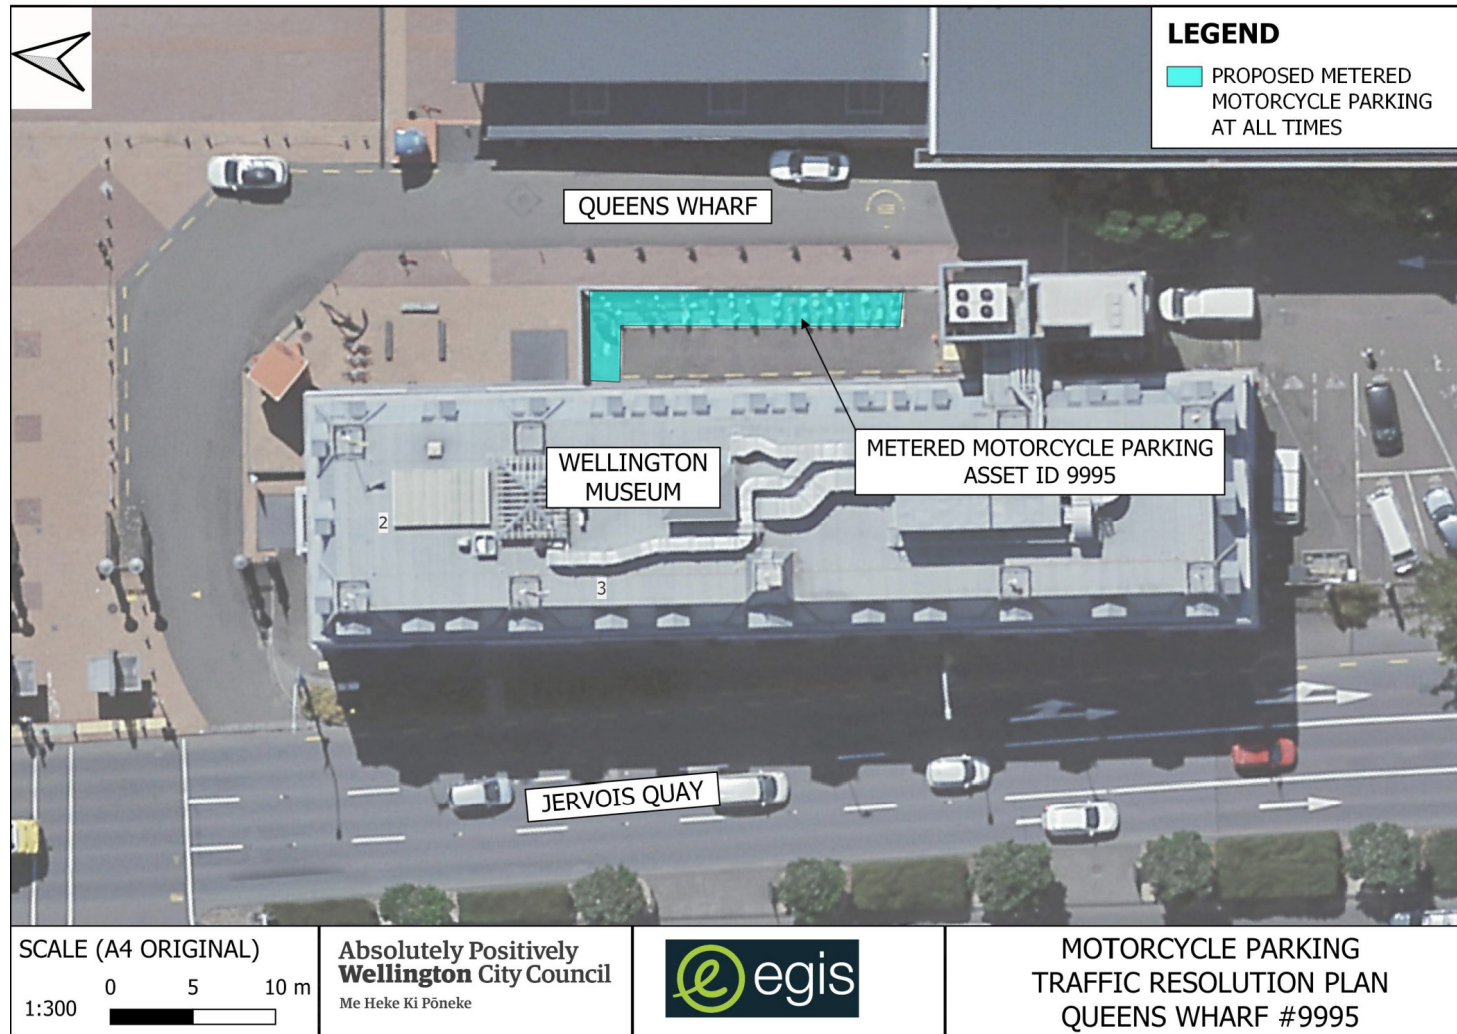 LEGEND
PROPOSED METERED
MOTORCYCLE PARKING
AT ALL TIMES
QUEENS WHARF
METERED MOTORCYCLE PARKING
ASSET ID 9995
WELLINGTON
MUSEUM
2
3
JERVOIS QUAY
SCALE (A4 ORIGINAL)
1:300
0 5 10 m
Absolutely Positively
Wellington City Council
Me Heke Ki Pōneke
e egis
MOTORCYCLE PARKING
TRAFFIC RESOLUTION PLAN
QUEENS WHARF #9995